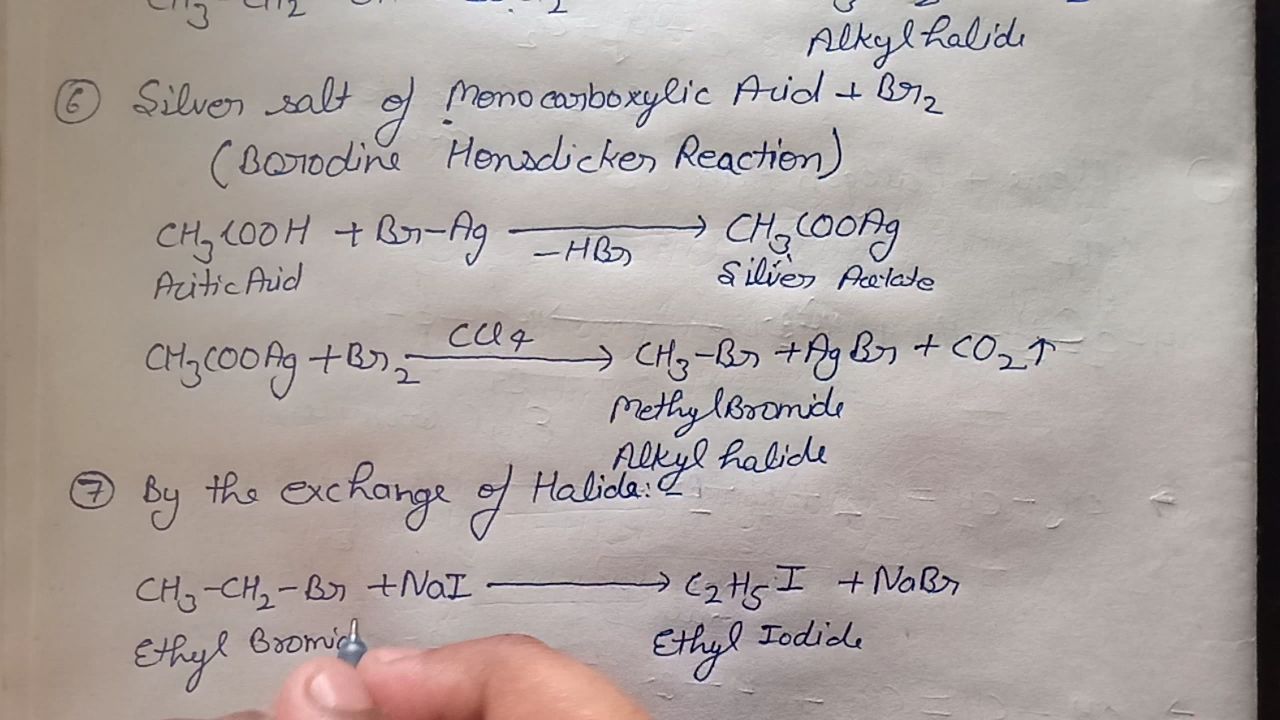 Alkyl halide
⑥ Silver salt of Monocarboxylic Acid + Br2
(Borodine Honsdicker Reaction)
CH3COOH + Br-Ag → CH3COOAg
-HBr
Acitic Acid Silver Acetate
CH3COOAg + Br2 CCl4 → CH3-Br + AgBr + CO2↑
Methyl Bromide
Alkyl halide
⑦ By the exchange of Halide:-
CH3-CH2-Br + NaI → C2H5I + NaBr
Ethyl Bromid Ethyl Iodide